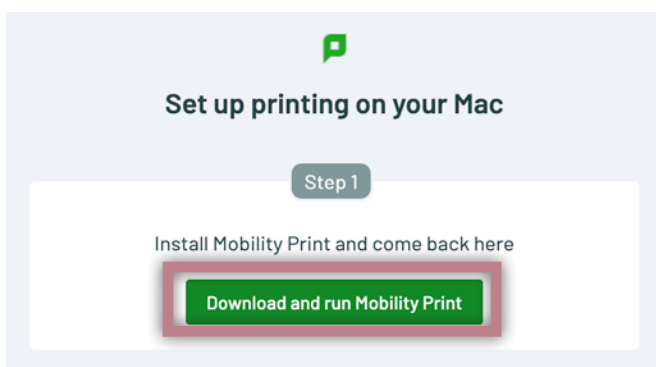 Set up printing on your Mac
Step 1
Install Mobility Print and come back here
Download and run Mobility Print